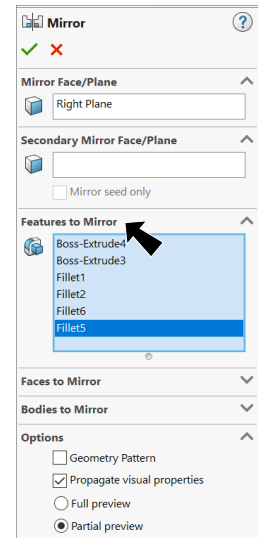 Mirror
?
Mirror Face/Plane
Right Plane
Secondary Mirror Face/Plane
Mirror seed only
Features to Mirror
Boss-Extrude4
Boss-Extrude3
Fillet1
Fillet2
Fillet6
Fillet5
Faces to Mirror
Bodies to Mirror
Options
Geometry Pattern
Propagate visual properties
Full preview
Partial preview